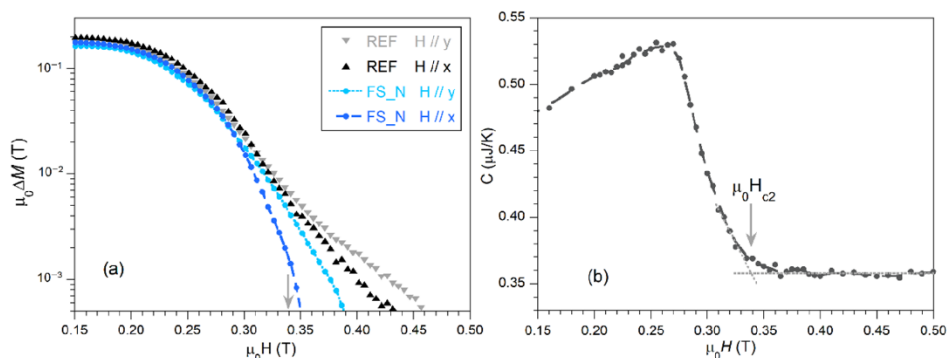 10⁻¹
10⁻²
10⁻³
μ₀ΔM (T)
REF H // y
REF H // x
FS_N H // y
FS_N H // x
(a)
0.15 0.20 0.25 0.30 0.35 0.40 0.45 0.50
μ₀H (T)
0.55
0.50
0.45
0.40
0.35
C (μJ/K)
μ₀H_c2
(b)
0.15 0.20 0.25 0.30 0.35 0.40 0.45 0.50
μ₀H (T)